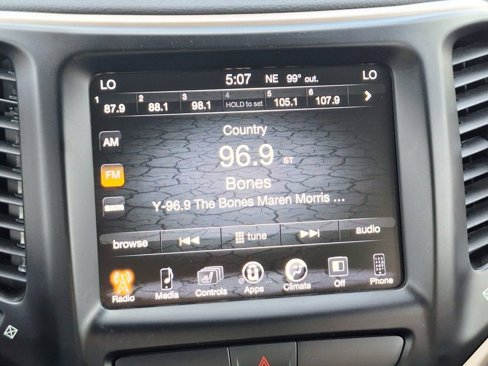 LO 5:07 NE 99° out. LO
1 87.9 2 88.1 3 98.1 4 HOLD to set 5 105.1 6 107.9
Country
AM
96.9 ST
FM
Bones
Y-96.9 The Bones Maren Morris ...
browse tune audio
Radio Media Controls Apps Climate Off Phone